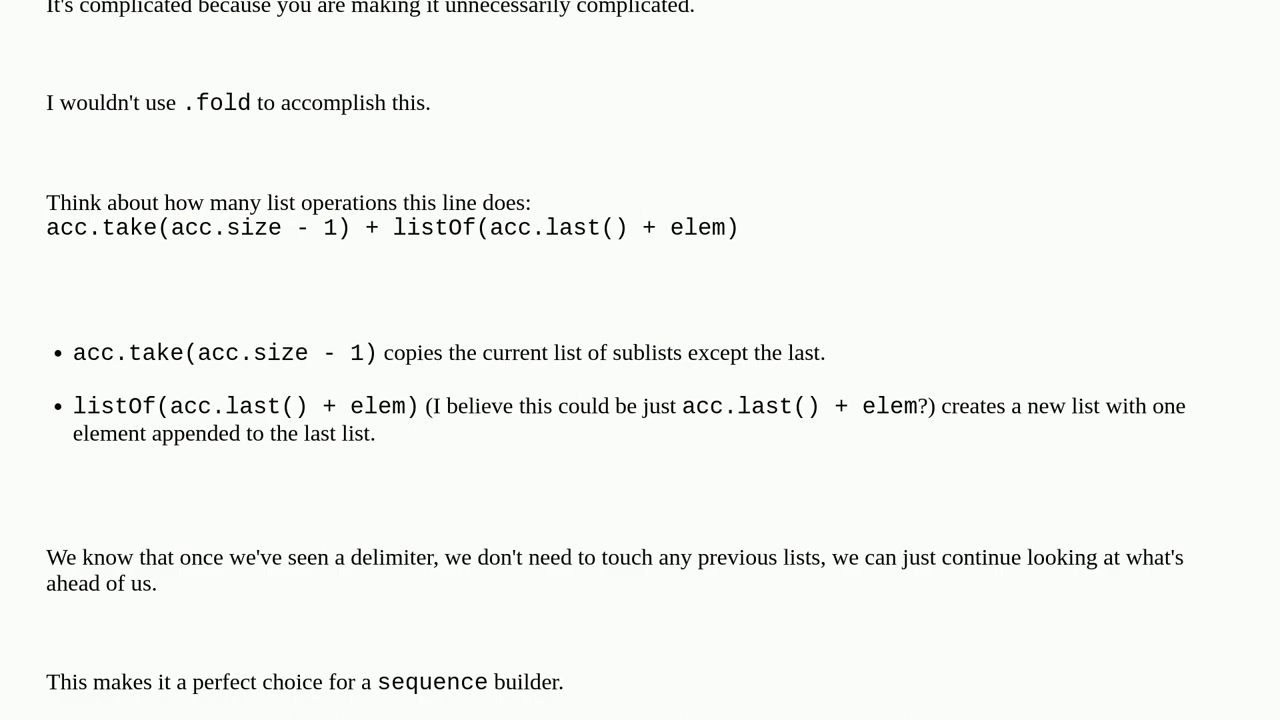 It's complicated because you are making it unnecessarily complicated.
I wouldn't use .fold to accomplish this.
Think about how many list operations this line does:
acc.take(acc.size - 1) + listOf(acc.last() + elem)
• acc.take(acc.size - 1) copies the current list of sublists except the last.
• listOf(acc.last() + elem) (I believe this could be just acc.last() + elem?) creates a new list with one
element appended to the last list.
We know that once we've seen a delimiter, we don't need to touch any previous lists, we can just continue looking at what's
ahead of us.
This makes it a perfect choice for a sequence builder.